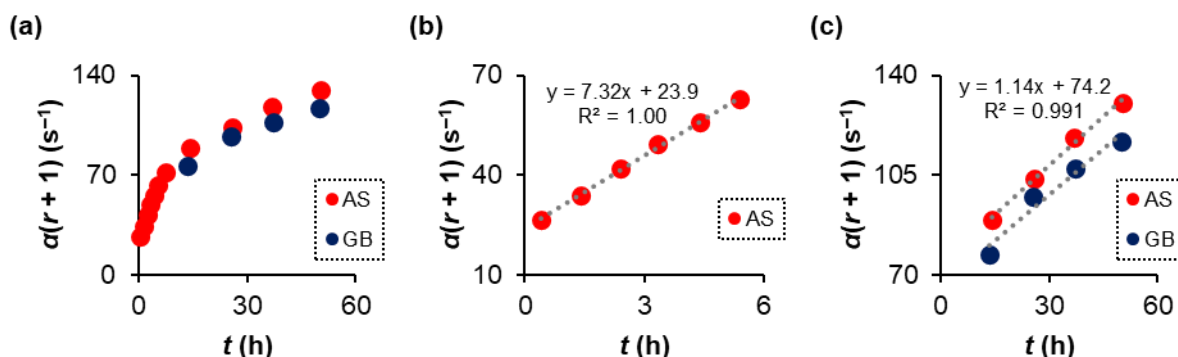 (a)
α(r + 1) (s⁻¹)
140
70
0
0
30
60
t (h)
AS
GB
(b)
α(r + 1) (s⁻¹)
70
40
10
0
3
6
t (h)
y = 7.32x + 23.9
R² = 1.00
AS
(c)
α(r + 1) (s⁻¹)
140
105
70
0
30
60
t (h)
y = 1.14x + 74.2
R² = 0.991
AS
GB